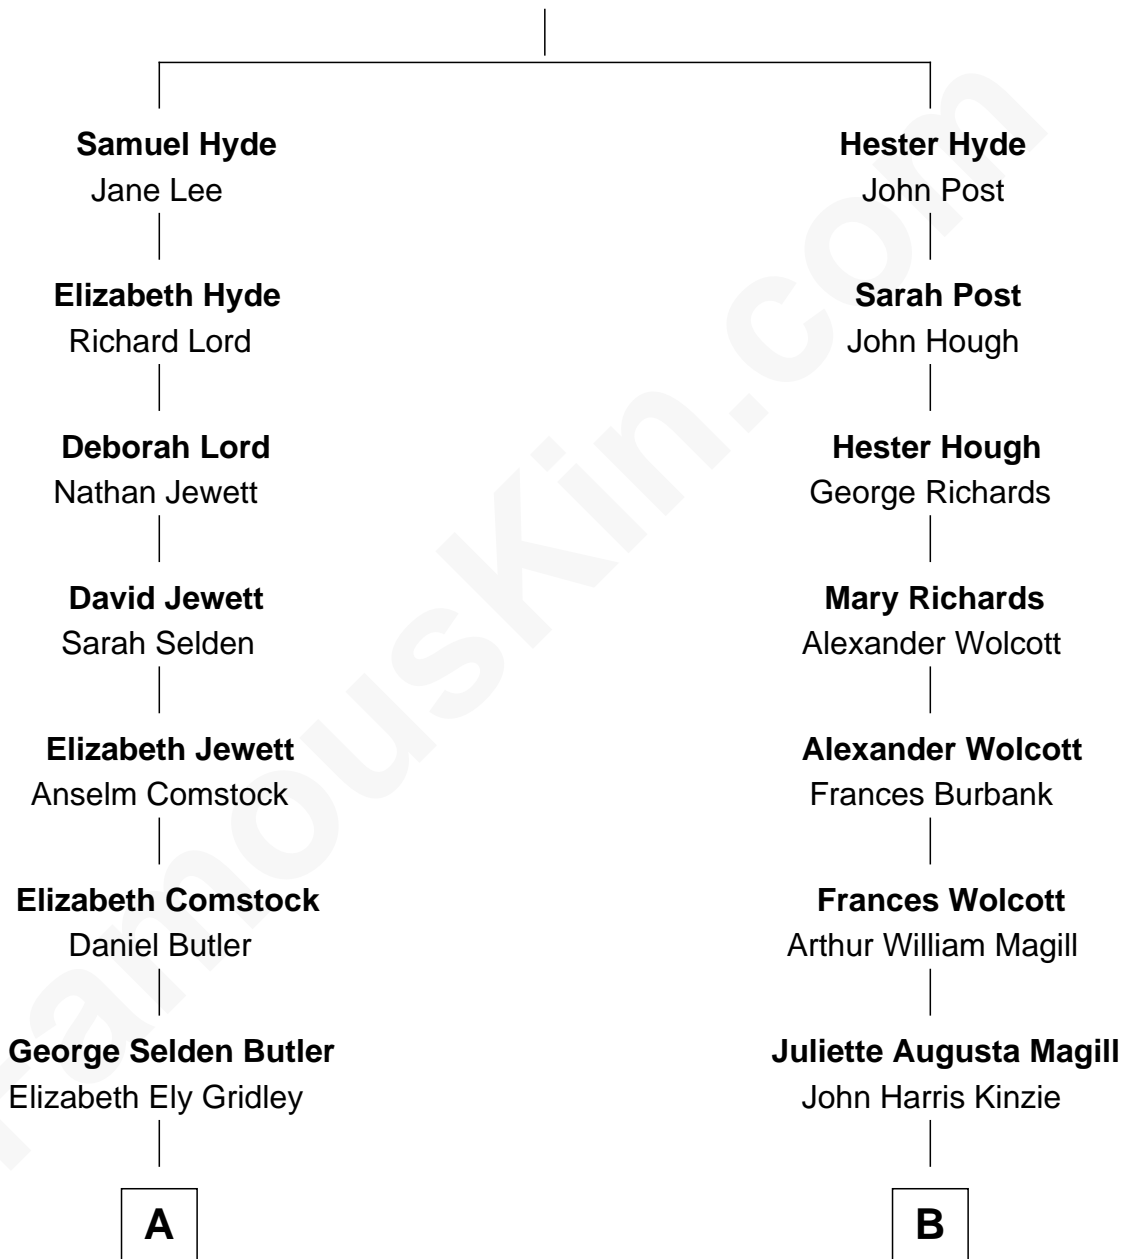 Samuel Hyde
Jane Lee
Hester Hyde
John Post
Elizabeth Hyde
Richard Lord
Sarah Post
John Hough
Deborah Lord
Nathan Jewett
Hester Hough
George Richards
David Jewett
Sarah Selden
Mary Richards
Alexander Wolcott
Elizabeth Jewett
Anselm Comstock
Alexander Wolcott
Frances Burbank
Elizabeth Comstock
Daniel Butler
Frances Wolcott
Arthur William Magill
George Selden Butler
Elizabeth Ely Gridley
Juliette Augusta Magill
John Harris Kinzie
A
B
FamousKin.com